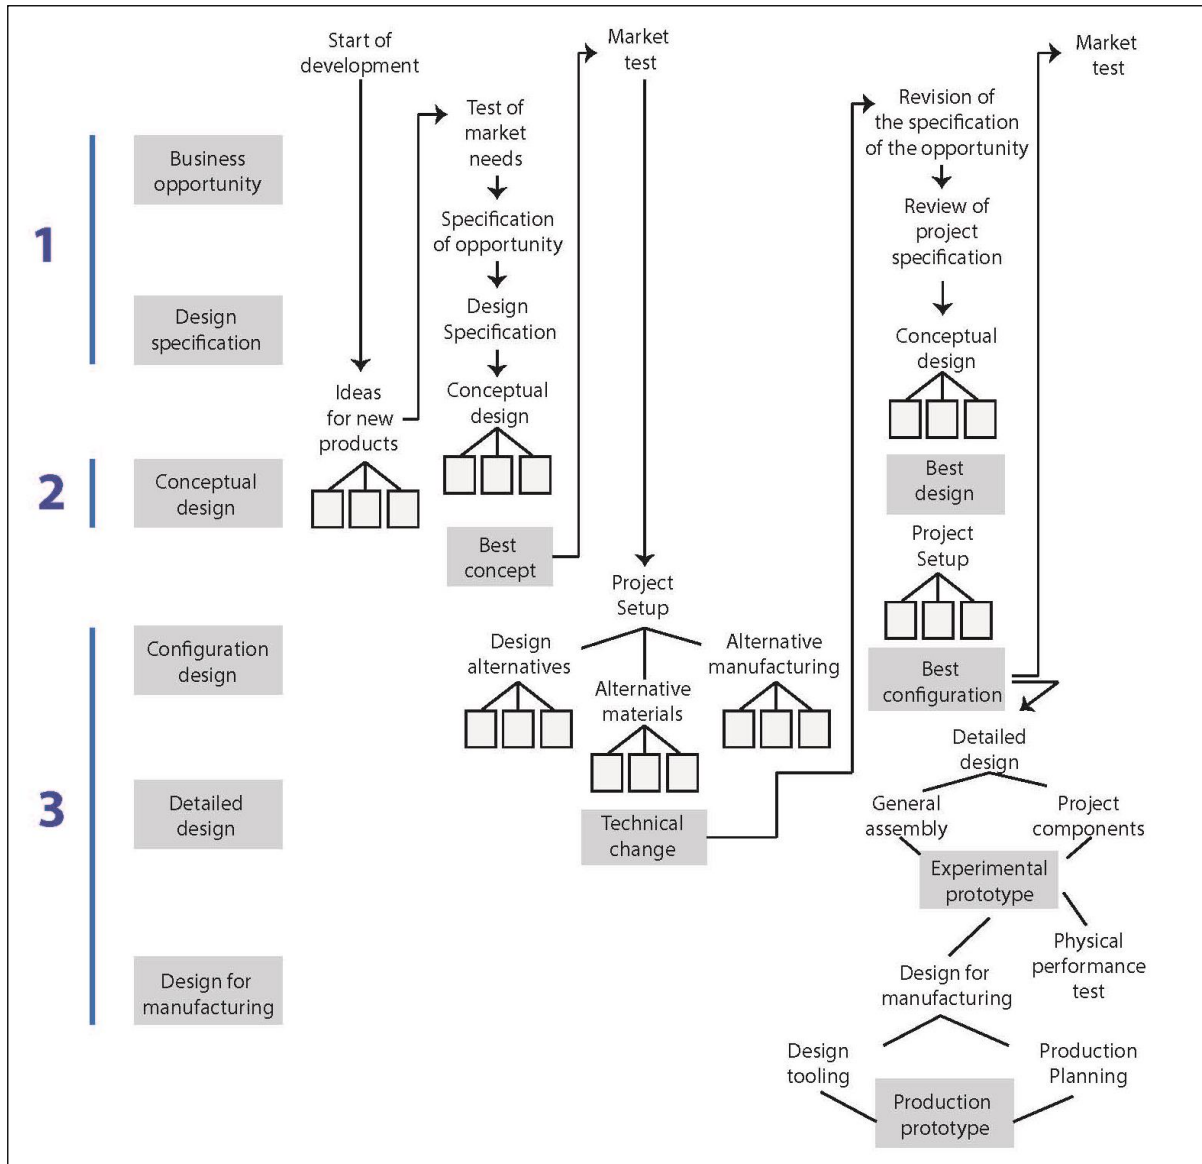 1
Business
opportunity
Design
specification
2
Conceptual
design
3
Configuration
design
Detailed
design
Design for
manufacturing
Start of
development
Ideas
for new
products
Test of
market
needs
Specification
of opportunity
Design
Specification
Conceptual
design
Best
concept
Market
test
Project
Setup
Design
alternatives
Alternative
materials
Alternative
manufacturing
Technical
change
Revision of
the specification
of the opportunity
Review of
project
specification
Conceptual
design
Best
design
Project
Setup
Best
configuration
Market
test
Detailed
design
General
assembly
Project
components
Experimental
prototype
Physical
performance
test
Design for
manufacturing
Design
tooling
Production
Planning
Production
prototype